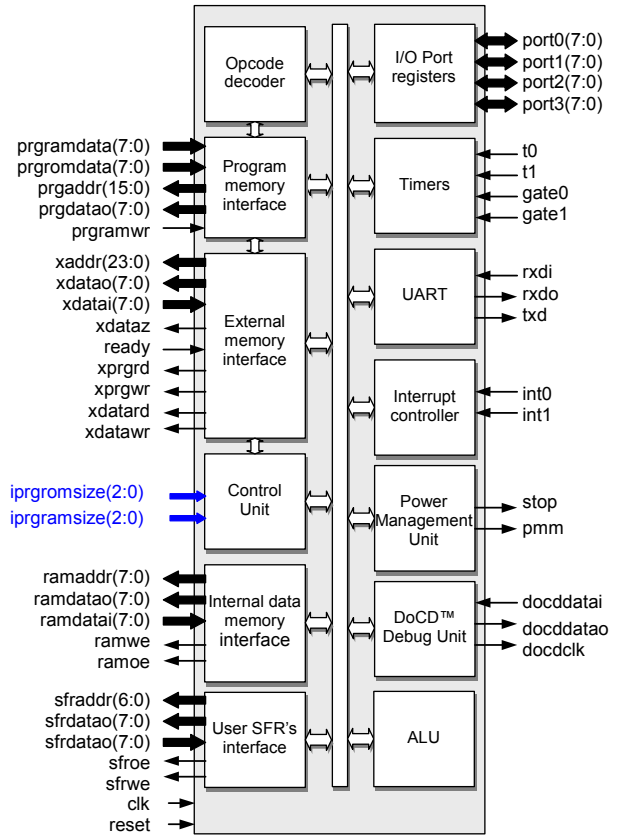 Opcode
decoder
I/O Port
registers
port0(7:0)
port1(7:0)
port2(7:0)
port3(7:0)
prgramdata(7:0)
prgromdata(7:0)
prgaddr(15:0)
prgdatao(7:0)
prgramwr
Program
memory
interface
Timers
t0
t1
gate0
gate1
xaddr(23:0)
xdatao(7:0)
xdatai(7:0)
xdataz
ready
xprgrd
xprgwr
xdatard
xdatawr
External
memory
interface
UART
rxdi
rxdo
txd
Interrupt
controller
int0
int1
iprgromsize(2:0)
iprgramsize(2:0)
Control
Unit
Power
Management
Unit
stop
pmm
ramaddr(7:0)
ramdatao(7:0)
ramdatai(7:0)
ramwe
ramoe
Internal data
memory
interface
DoCD™
Debug Unit
docddatai
docddatao
docdclk
sfraddr(6:0)
sfrdatao(7:0)
sfrdatao(7:0)
sfroe
sfrwe
User SFR's
interface
ALU
clk
reset